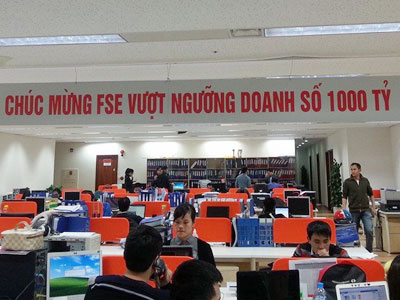 CHÚC MỪNG FSE VƯỢT NGƯỠNG DOANH SỐ 1000 TỶ